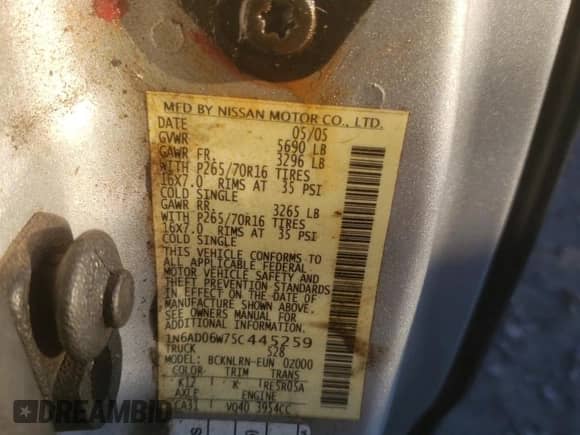 MFD BY NISSAN MOTOR CO., LTD.
DATE 05/05
GVWR 5690 LB
GAWR FR. 3296 LB
WITH P265/70R16 TIRES
16X7.0 RIMS AT 35 PSI
COLD SINGLE
GAWR RR. 3265 LB
WITH P265/70R16 TIRES
16X7.0 RIMS AT 35 PSI
COLD SINGLE
THIS VEHICLE CONFORMS TO
ALL APPLICABLE FEDERAL
MOTOR VEHICLE SAFETY AND
THEFT PREVENTION STANDARDS
IN EFFECT ON THE DATE OF
MANUFACTURE SHOWN ABOVE.
SEE OWNERS MANUAL FOR
ADDITIONAL INFORMATION
1N6AD06W75C445259
TRUCK 528
MODEL: BCKNLRN-EUN 02000
COLOR TRIM TRANS
K12 K RE5R05A
AXLE ENGINE
CA31 VQ40 3954CC
DREAMBID